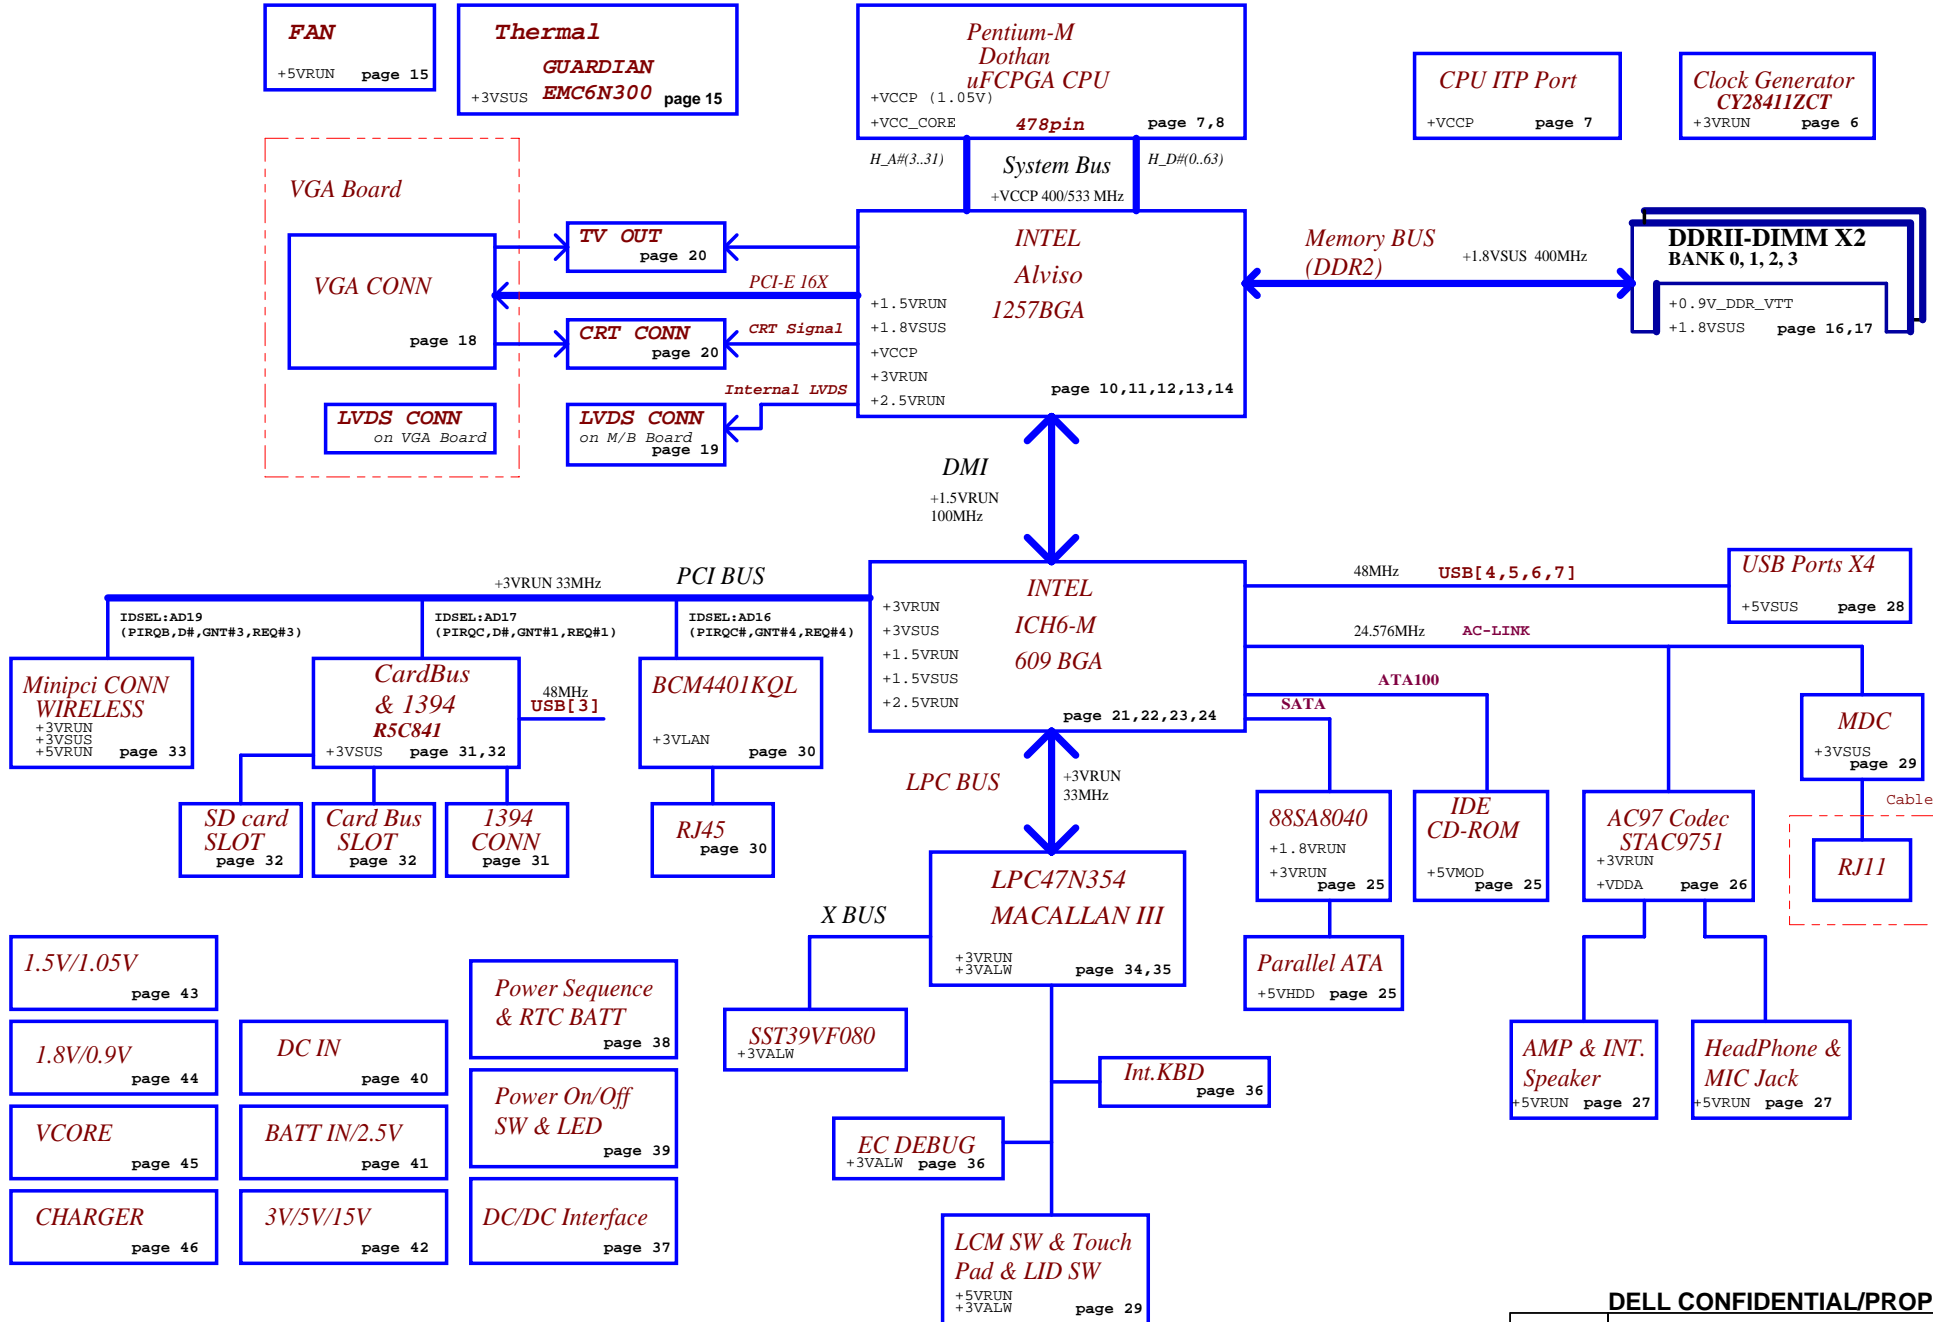 FAN
+5VRUN page 15
Thermal
GUARDIAN
+3VSUS EMC6N300 page 15
Pentium-M
Dothan
uFCPGA CPU
+VCCP (1.05V)
+VCC_CORE 478pin page 7,8
CPU ITP Port
+VCCP page 7
Clock Generator
CY28411ZCT
+3VRUN page 6
H_A#(3..31)
System Bus
H_D#(0..63)
+VCCP 400/533 MHz
VGA Board
VGA CONN
page 18
TV OUT
page 20
PCI-E 16X
CRT CONN
page 20
CRT Signal
Internal LVDS
LVDS CONN
on VGA Board
LVDS CONN
on M/B Board
page 19
INTEL
Alviso
1257BGA
+1.5VRUN
+1.8VSUS
+VCCP
+3VRUN
+2.5VRUN
page 10,11,12,13,14
Memory BUS
(DDR2)
+1.8VSUS 400MHz
DDRII-DIMM X2
BANK 0, 1, 2, 3
+0.9V_DDR_VTT
+1.8VSUS page 16,17
DMI
+1.5VRUN
100MHz
PCI BUS
+3VRUN 33MHz
INTEL
ICH6-M
609 BGA
+3VRUN
+3VSUS
+1.5VRUN
+1.5VSUS
+2.5VRUN
page 21,22,23,24
48MHz USB[4,5,6,7]
USB Ports X4
+5VSUS page 28
24.576MHz AC-LINK
ATA100
SATA
IDSEL:AD19
(PIRQB,D#,GNT#3,REQ#3)
IDSEL:AD17
(PIRQC,D#,GNT#1,REQ#1)
IDSEL:AD16
(PIRQC#,GNT#4,REQ#4)
Minipci CONN
WIRELESS
+3VRUN
+3VSUS
+5VRUN page 33
CardBus
& 1394
R5C841
+3VSUS page 31,32
48MHz
USB[3]
BCM4401KQL
+3VLAN
page 30
MDC
+3VSUS
page 29
SD card
SLOT
page 32
Card Bus
SLOT
page 32
1394
CONN
page 31
RJ45
page 30
LPC BUS
+3VRUN
33MHz
88SA8040
+1.8VRUN
+3VRUN
page 25
IDE
CD-ROM
+5VMOD
page 25
AC97 Codec
STAC9751
+3VRUN
+VDDA page 26
Cable
RJ11
LPC47N354
MACALLAN III
+3VRUN
+3VALW
page 34,35
X BUS
Parallel ATA
+5VHDD page 25
SST39VF080
+3VALW
AMP & INT.
Speaker
+5VRUN page 27
HeadPhone &
MIC Jack
+5VRUN page 27
Int.KBD
page 36
EC DEBUG
+3VALW page 36
LCM SW & Touch
Pad & LID SW
+5VRUN
+3VALW
page 29
1.5V/1.05V
page 43
1.8V/0.9V
page 44
VCORE
page 45
CHARGER
page 46
DC IN
page 40
BATT IN/2.5V
page 41
3V/5V/15V
page 42
Power Sequence
& RTC BATT
page 38
Power On/Off
SW & LED
page 39
DC/DC Interface
page 37
DELL CONFIDENTIAL/PROP